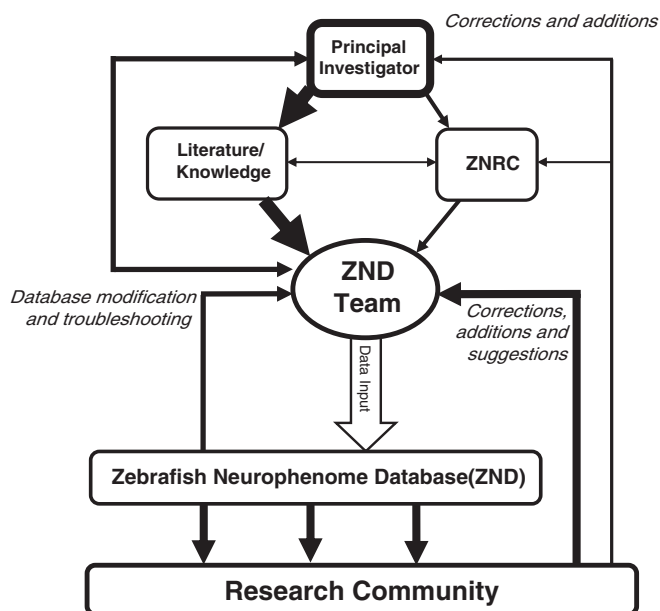 Corrections and additions
Principal
Investigator
Literature/
Knowledge
ZNRC
ZND
Team
Database modification
and troubleshooting
Corrections,
additions and
suggestions
Data Input
Zebrafish Neurophenome Database(ZND)
Research Community